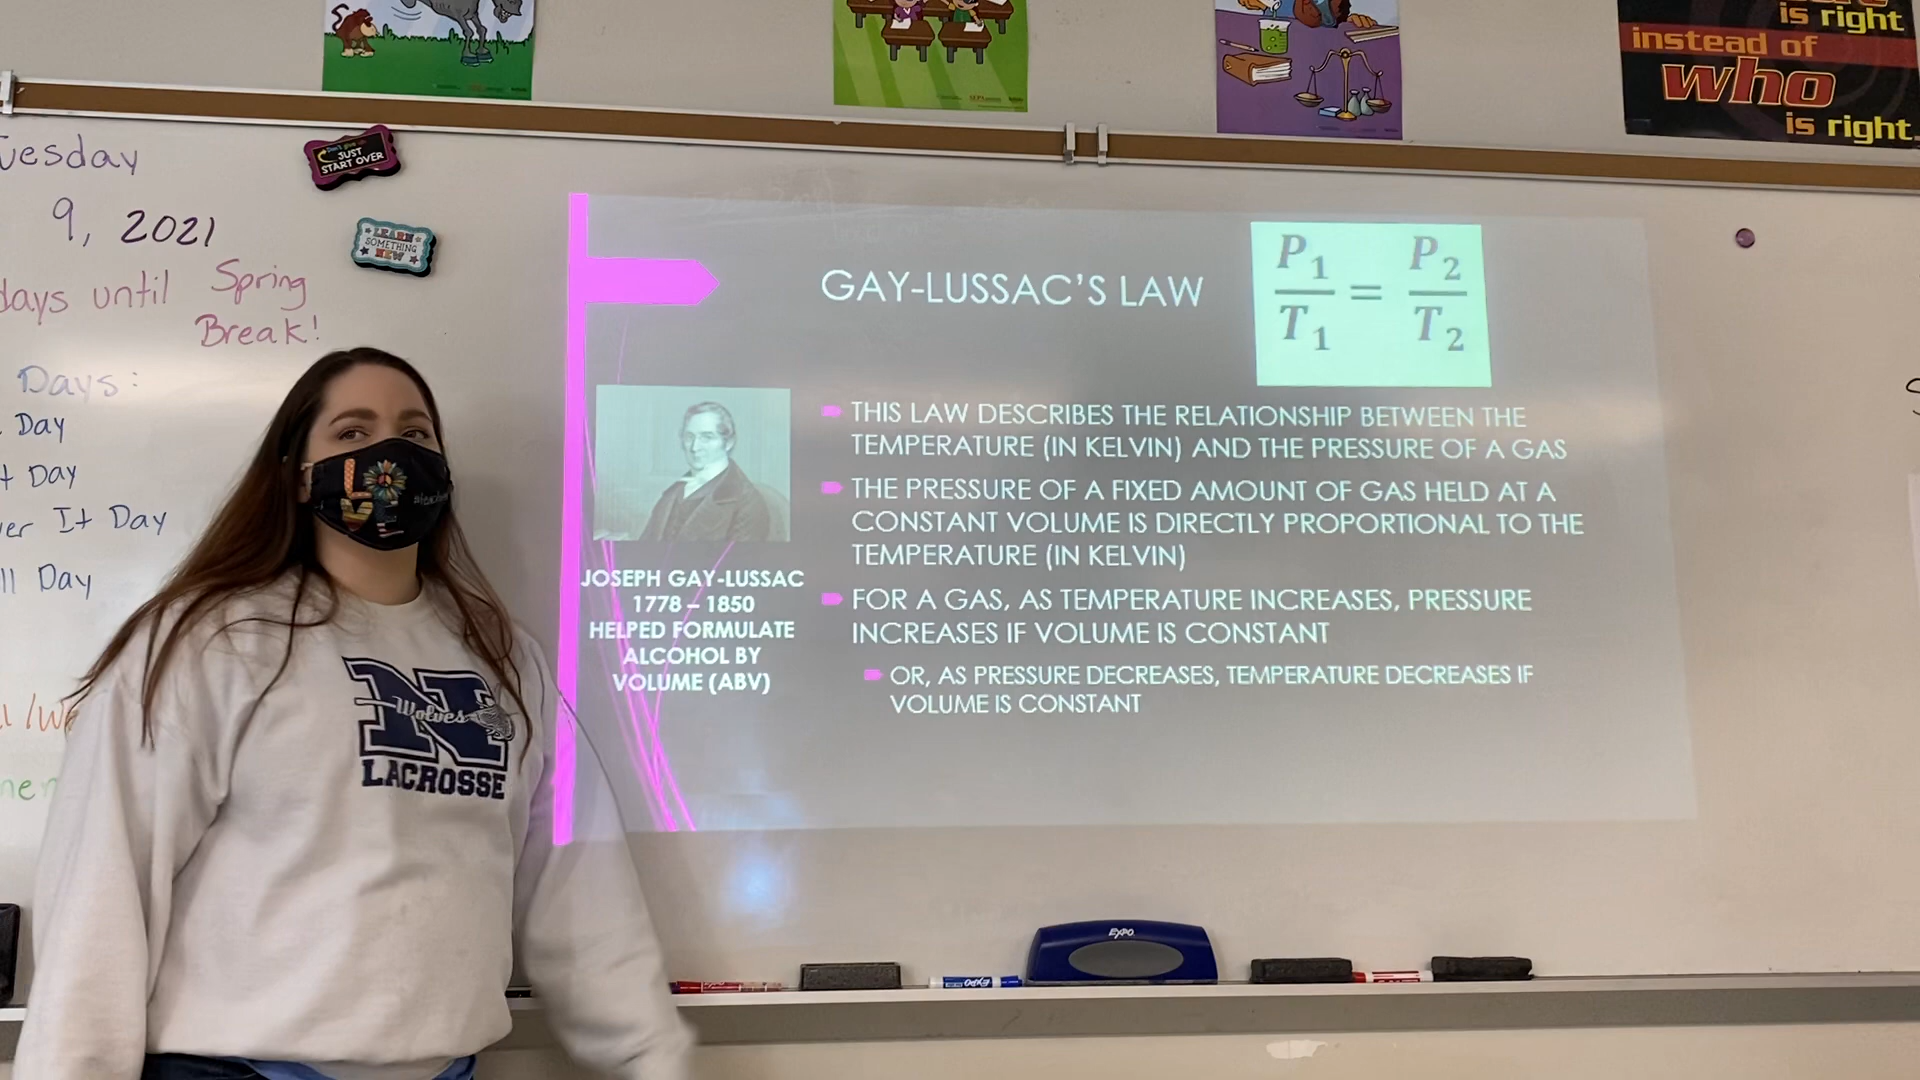 is right
instead of
who
is right.
Tuesday
9, 2021
days until Spring
Break!
Days:
Day
Day
It Day
Day
Don't give up
JUST
START OVER
LEARN
SOMETHING
NEW
GAY-LUSSAC'S LAW
P1/T1 = P2/T2
THIS LAW DESCRIBES THE RELATIONSHIP BETWEEN THE
TEMPERATURE (IN KELVIN) AND THE PRESSURE OF A GAS
THE PRESSURE OF A FIXED AMOUNT OF GAS HELD AT A
CONSTANT VOLUME IS DIRECTLY PROPORTIONAL TO THE
TEMPERATURE (IN KELVIN)
FOR A GAS, AS TEMPERATURE INCREASES, PRESSURE
INCREASES IF VOLUME IS CONSTANT
OR, AS PRESSURE DECREASES, TEMPERATURE DECREASES IF
VOLUME IS CONSTANT
JOSEPH GAY-LUSSAC
1778 – 1850
HELPED FORMULATE
ALCOHOL BY
VOLUME (ABV)
LOVE
N
Wolves
LACROSSE
EXPO
EXPO